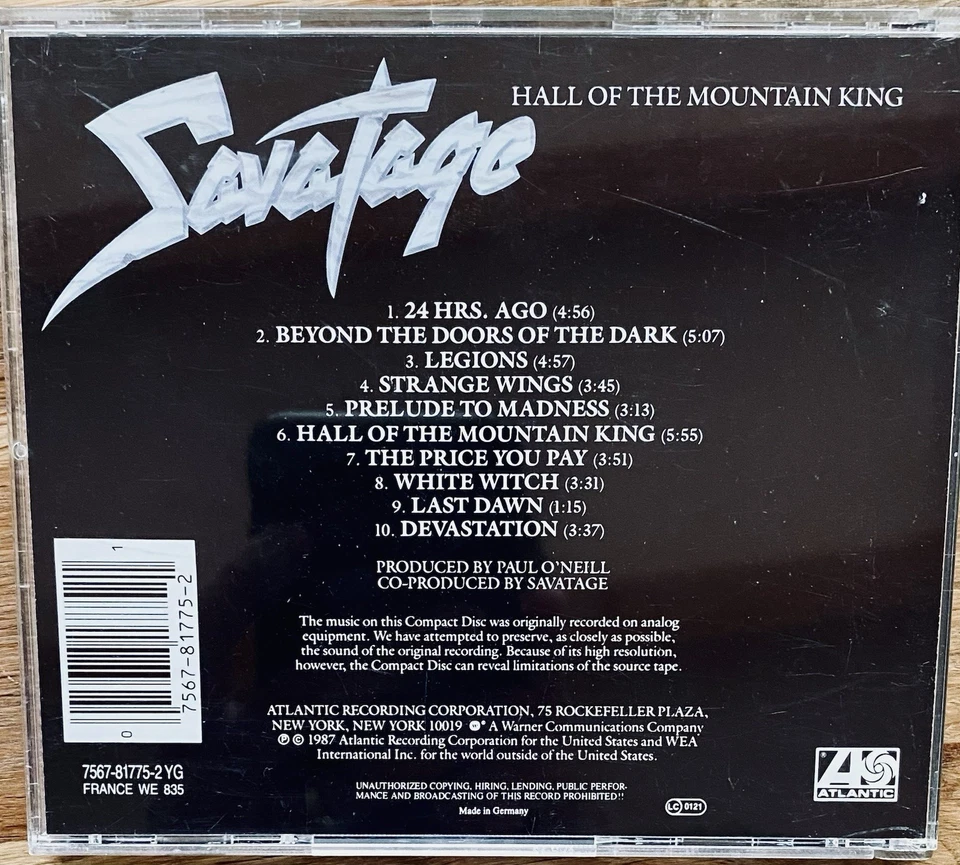 Savatage
HALL OF THE MOUNTAIN KING
1. 24 HRS. AGO (4:56)
2. BEYOND THE DOORS OF THE DARK (5:07)
3. LEGIONS (4:57)
4. STRANGE WINGS (3:45)
5. PRELUDE TO MADNESS (3:13)
6. HALL OF THE MOUNTAIN KING (5:55)
7. THE PRICE YOU PAY (3:51)
8. WHITE WITCH (3:31)
9. LAST DAWN (1:15)
10. DEVASTATION (3:37)
PRODUCED BY PAUL O'NEILL
CO-PRODUCED BY SAVATAGE
The music on this Compact Disc was originally recorded on analog
equipment. We have attempted to preserve, as closely as possible,
the sound of the original recording. Because of its high resolution,
however, the Compact Disc can reveal limitations of the source tape.
ATLANTIC RECORDING CORPORATION, 75 ROCKEFELLER PLAZA,
NEW YORK, NEW YORK 10019 A Warner Communications Company
℗ © 1987 Atlantic Recording Corporation for the United States and WEA
International Inc. for the world outside of the United States.
UNAUTHORIZED COPYING, HIRING, LENDING, PUBLIC PERFOR-
MANCE AND BROADCASTING OF THIS RECORD PROHIBITED!!
Made in Germany
LC 0121
ATLANTIC
1
7567-81775-2
0
7567-81775-2 YG
FRANCE WE 835